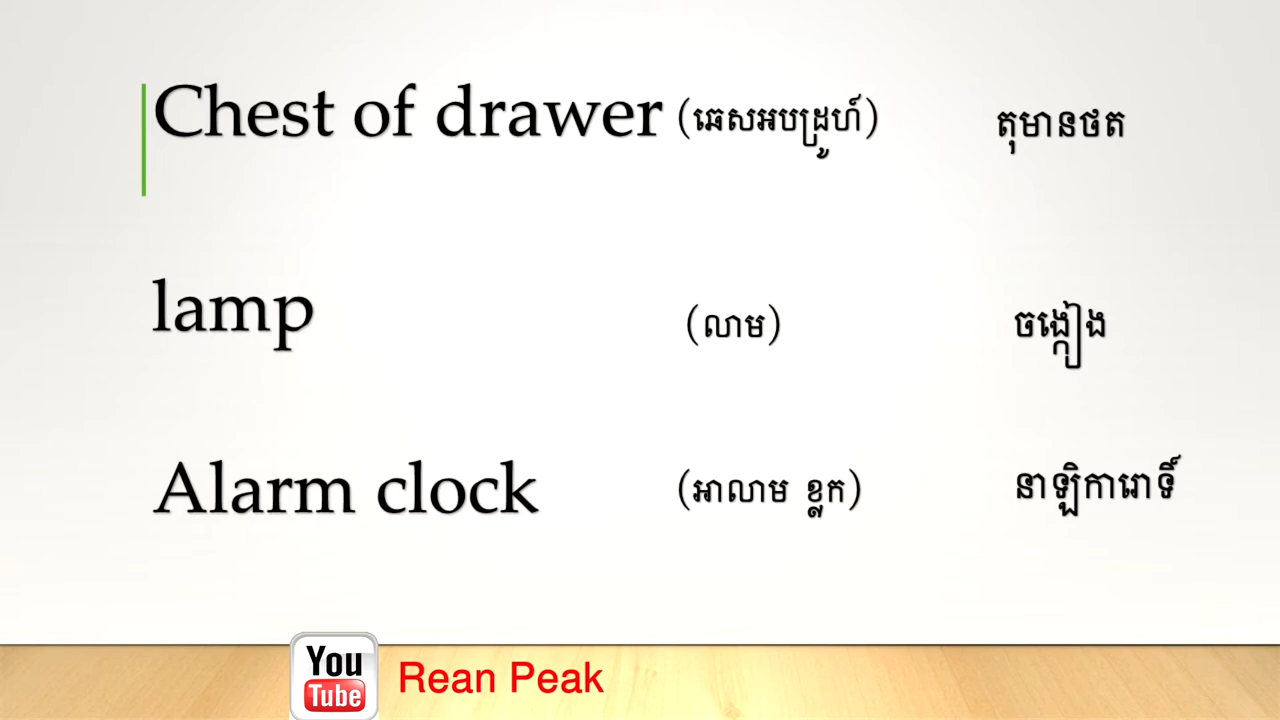 Chest of drawer (ឆេសអបដ្រូហ៍) តុមានថត
lamp (លាម) ចង្កៀង
Alarm clock (អាលាម ខ្លក) នាឡិការោទិ៍
You
Tube
Rean Peak